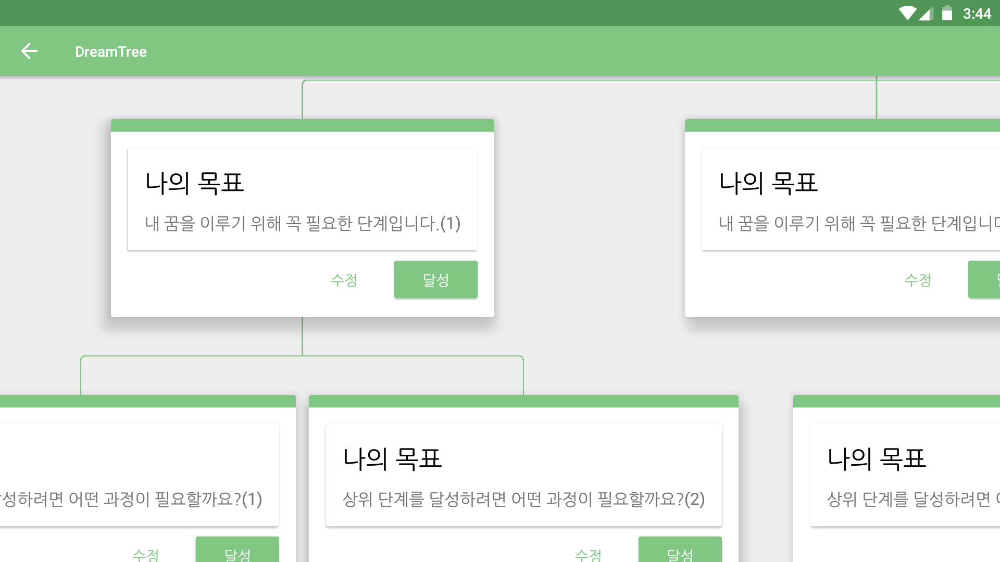 3:44
DreamTree
나의 목표
내 꿈을 이루기 위해 꼭 필요한 단계입니다.(1)
수정
달성
나의 목표
내 꿈을 이루기 위해 꼭 필요한 단계입니다
수정
성하려면 어떤 과정이 필요할까요?(1)
수정
달성
나의 목표
상위 단계를 달성하려면 어떤 과정이 필요할까요?(2)
수정
달성
나의 목표
상위 단계를 달성하려면